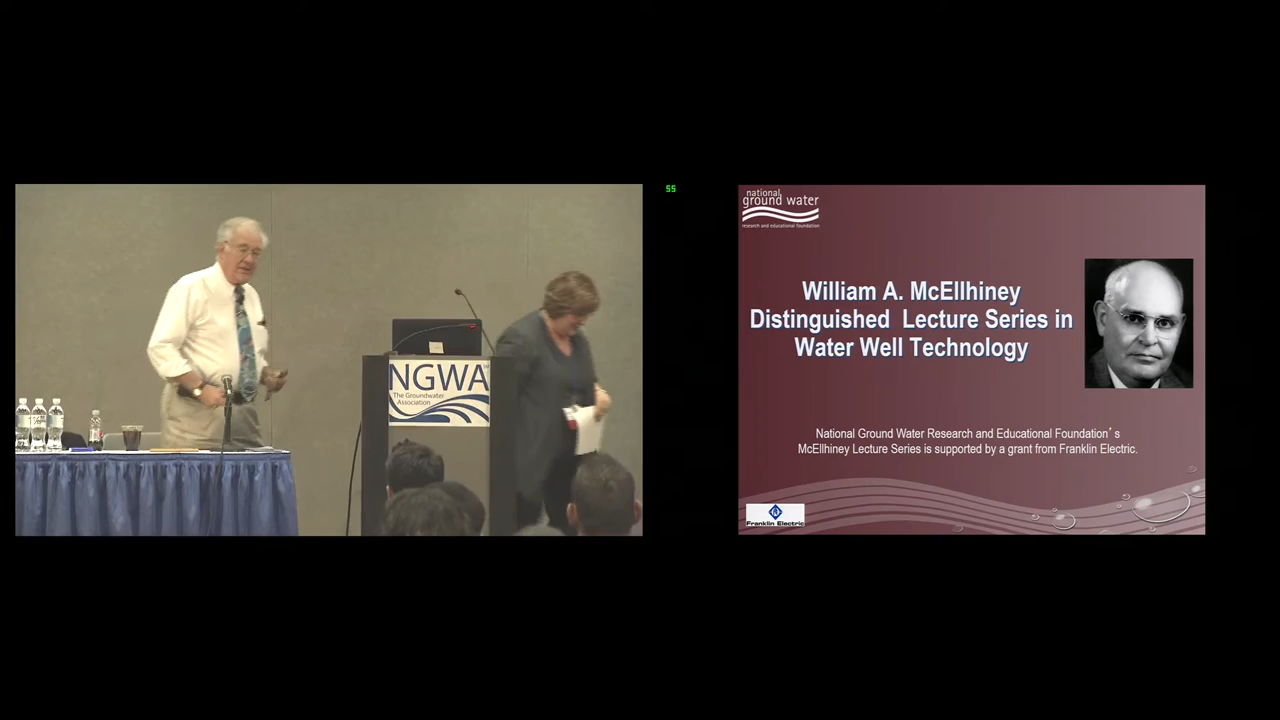 NGWA
The Groundwater
Association
55
national
ground water
research and educational foundation
William A. McEllhiney
Distinguished Lecture Series in
Water Well Technology
National Ground Water Research and Educational Foundation's
McEllhiney Lecture Series is supported by a grant from Franklin Electric.
Franklin Electric